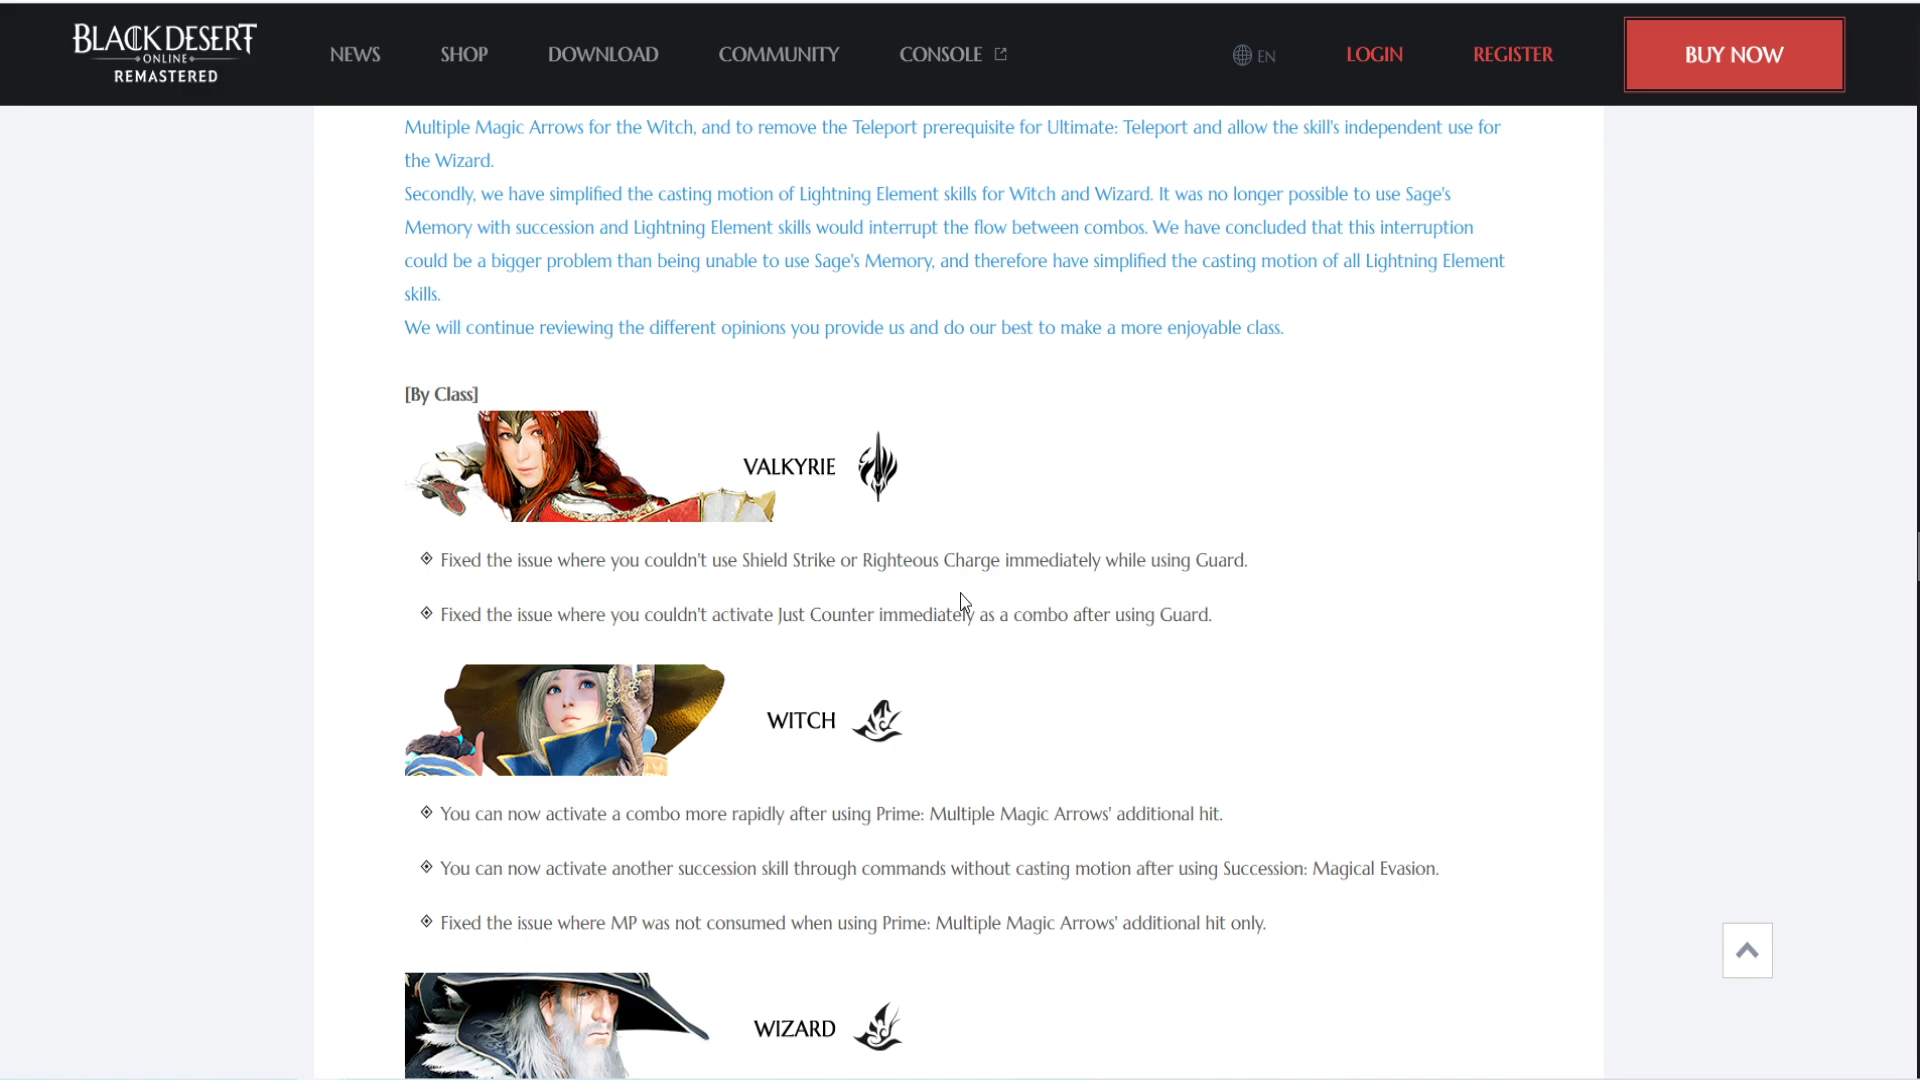 BLACK DESERT
ONLINE
REMASTERED
NEWS
SHOP
DOWNLOAD
COMMUNITY
CONSOLE
EN
LOGIN
REGISTER
BUY NOW
Multiple Magic Arrows for the Witch, and to remove the Teleport prerequisite for Ultimate: Teleport and allow the skill's independent use for
the Wizard.
Secondly, we have simplified the casting motion of Lightning Element skills for Witch and Wizard. It was no longer possible to use Sage's
Memory with succession and Lightning Element skills would interrupt the flow between combos. We have concluded that this interruption
could be a bigger problem than being unable to use Sage's Memory, and therefore have simplified the casting motion of all Lightning Element
skills.
We will continue reviewing the different opinions you provide us and do our best to make a more enjoyable class.
[By Class]
VALKYRIE
Fixed the issue where you couldn't use Shield Strike or Righteous Charge immediately while using Guard.
Fixed the issue where you couldn't activate Just Counter immediately as a combo after using Guard.
WITCH
You can now activate a combo more rapidly after using Prime: Multiple Magic Arrows' additional hit.
You can now activate another succession skill through commands without casting motion after using Succession: Magical Evasion.
Fixed the issue where MP was not consumed when using Prime: Multiple Magic Arrows' additional hit only.
WIZARD